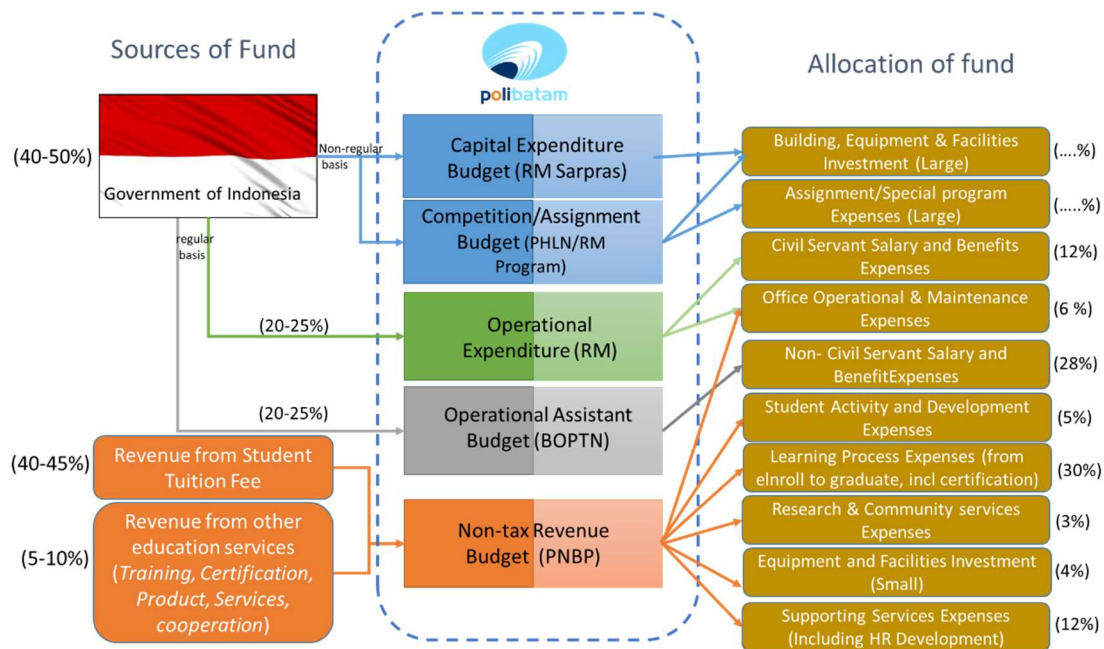 Sources of Fund
polibatam
Allocation of fund
(40-50%)
Government of Indonesia
Non-regular
basis
regular
basis
(20-25%)
(20-25%)
(40-45%)
Revenue from Student
Tuition Fee
(5-10%)
Revenue from other
education services
(Training, Certification,
Product, Services,
cooperation)
Capital Expenditure
Budget (RM Sarpras)
Competition/Assignment
Budget (PHLN/RM
Program)
Operational
Expenditure (RM)
Operational Assistant
Budget (BOPTN)
Non-tax Revenue
Budget (PNBP)
Building, Equipment & Facilities
Investment (Large)
(....%)
Assignment/Special program
Expenses (Large)
(.....%)
Civil Servant Salary and Benefits
Expenses
(12%)
Office Operational & Maintenance
Expenses
(6 %)
Non- Civil Servant Salary and
BenefitExpenses
(28%)
Student Activity and Development
Expenses
(5%)
Learning Process Expenses (from
elnroll to graduate, incl certification)
(30%)
Research & Community services
Expenses
(3%)
Equipment and Facilities Investment
(Small)
(4%)
Supporting Services Expenses
(Including HR Development)
(12%)